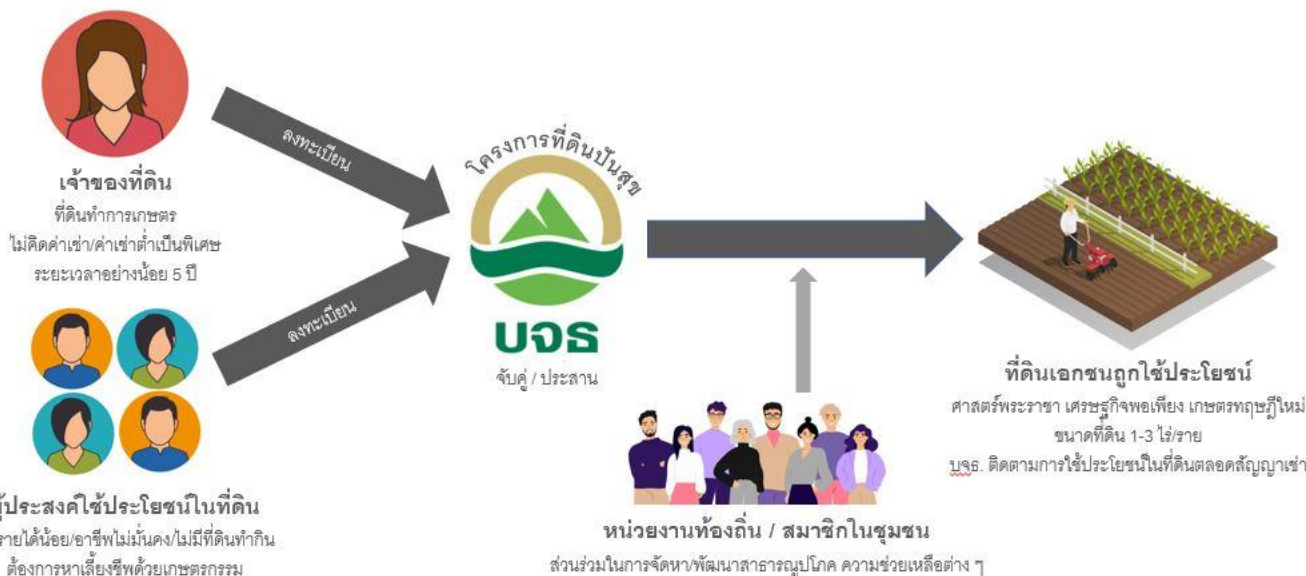 ลงทะเบียน
เจ้าของที่ดิน
ที่ดินทำการเกษตร
ไม่คิดค่าเช่า/ค่าเช่าต่ำเป็นพิเศษ
ระยะเวลาอย่างน้อย 5 ปี
ลงทะเบียน
ผู้ประสงค์ใช้ประโยชน์ในที่ดิน
รายได้น้อย/อาชีพไม่มั่นคง/ไม่มีที่ดินทำกิน
ต้องการหาเลี้ยงชีพด้วยเกษตรกรรม
โครงการที่ดินปันสุข
บจธ
จับคู่ / ประสาน
หน่วยงานท้องถิ่น / สมาชิกในชุมชน
ส่วนร่วมในการจัดหา/พัฒนาสาธารณูปโภค ความช่วยเหลือต่าง ๆ
ที่ดินเอกชนถูกใช้ประโยชน์
ศาสตร์พระราชา เศรษฐกิจพอเพียง เกษตรทฤษฎีใหม่
ขนาดที่ดิน 1-3 ไร่/ราย
บจธ. ติดตามการใช้ประโยชน์ในที่ดินตลอดสัญญาเช่า